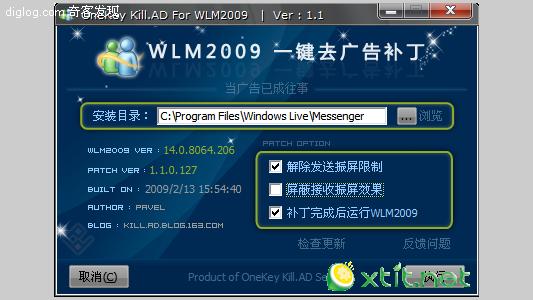 diglog.com 奇客发现
OneKey Kill.AD For WLM2009 | Ver : 1.1
WLM2009 一键去广告补丁
当广告已成往事
安装目录: C:\Program Files\Windows Live\Messenger ... 浏览
WLM2009 VER : 14.0.8064.206
PATCH VER : 1.1.0.127
BUILT ON : 2009/2/13 15:54:40
AUTHOR : PAVEL
BLOG : KILL.AD.BLOG.163.COM
PATCH OPTION
解除发送振屏限制
屏蔽接收振屏效果
补丁完成后运行WLM2009
检查更新 反馈问题
取消(C)
Product of OneKey Kill.AD
xtit.net